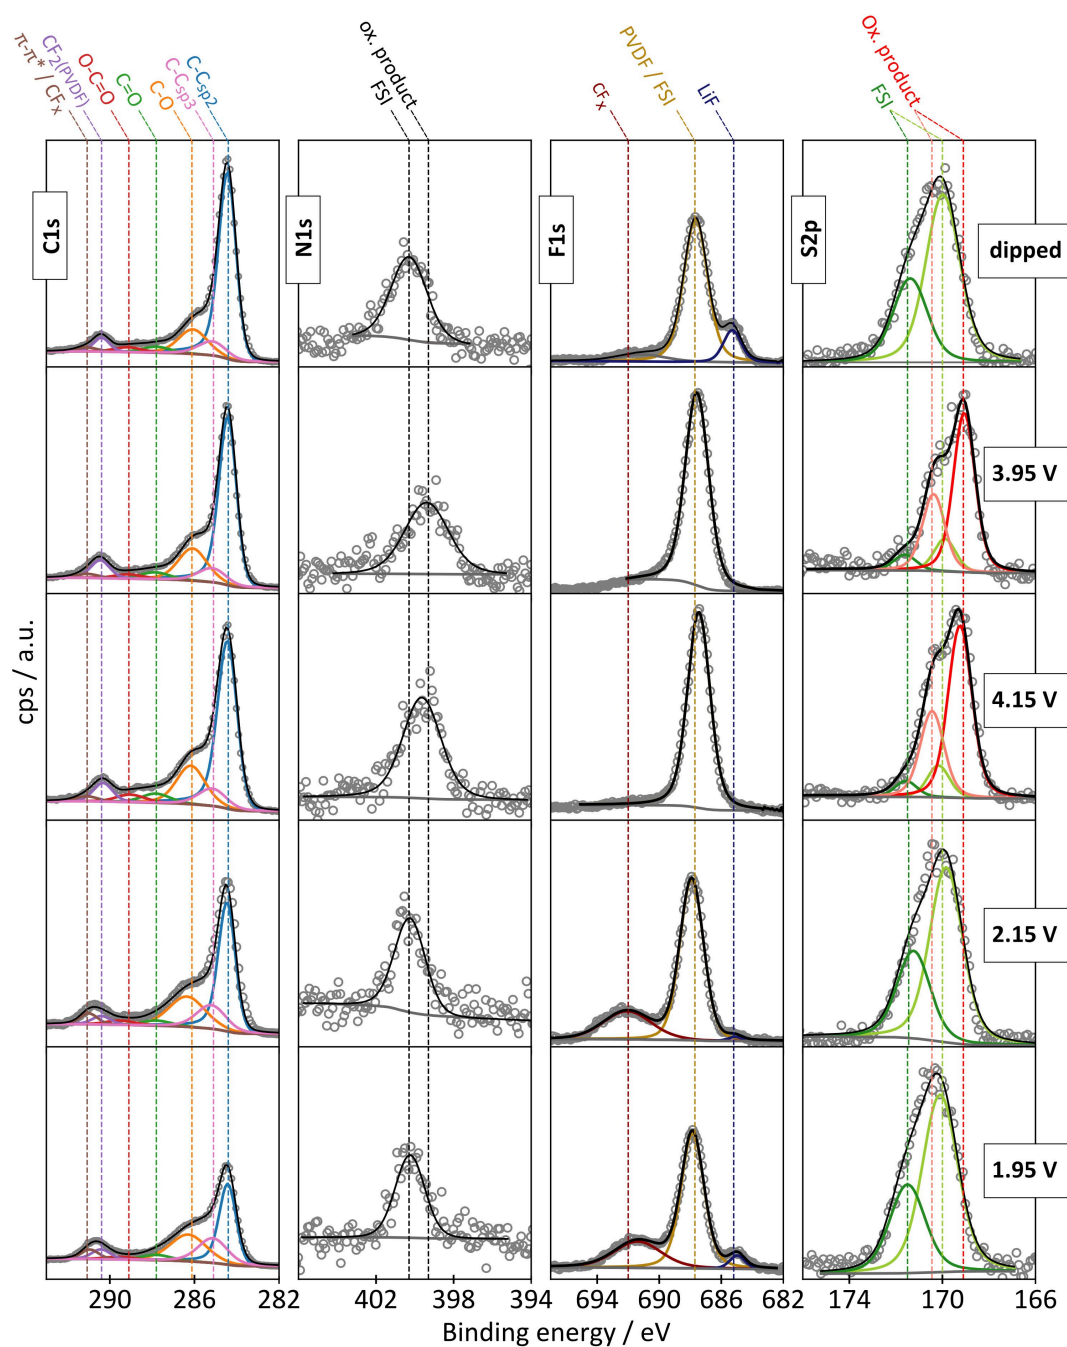 π-π* / CFx
CF2(PVDF)
O-C=O
C=O
C-O
C-Csp3
C-Csp2
FSI
ox. product
CFx
PVDF / FSI
LiF
FSI
Ox. product
C1s
N1s
F1s
S2p
dipped
3.95 V
4.15 V
2.15 V
1.95 V
cps / a.u.
290 286 282
402 398 394
694 690 686 682
174 170 166
Binding energy / eV